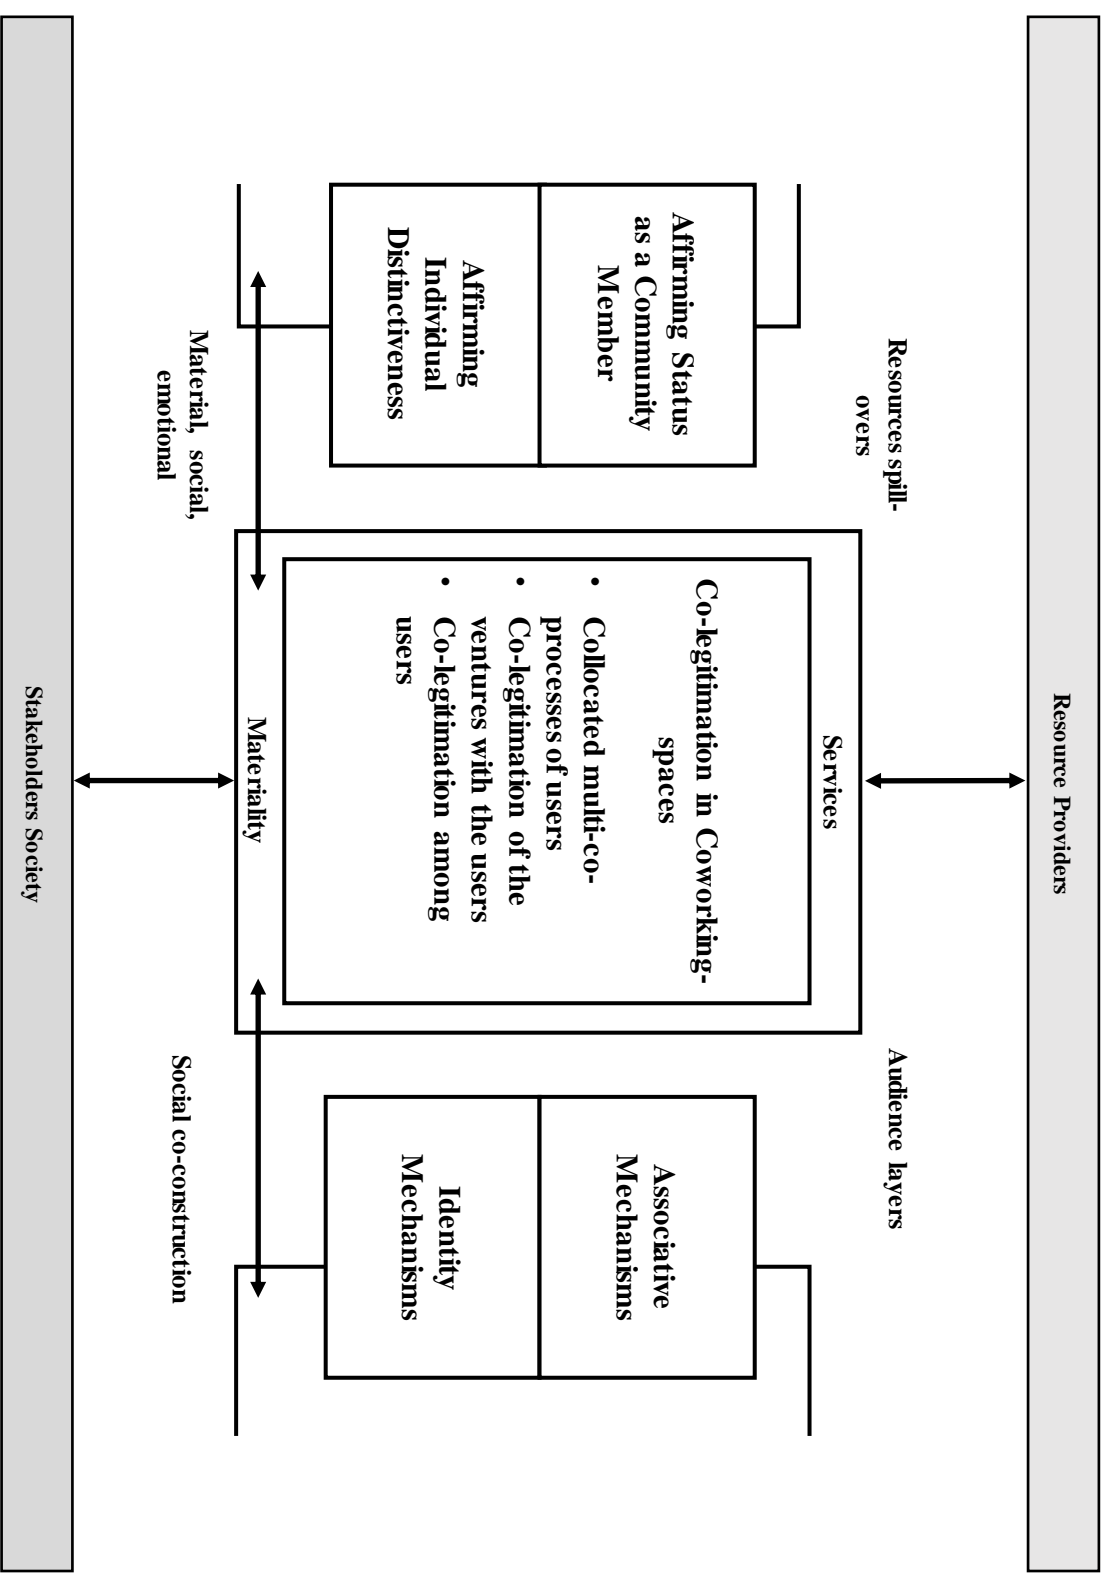 Resource Providers
Resources spill-
overs
Audience layers
Services
Affirming Status
as a Community
Member
Affirming
Individual
Distinctiveness
Co-legitimation in Coworking-
spaces
• Collocated multi-co-
processes of users
• Co-legitimation of the
ventures with the users
• Co-legitimation among
users
Associative
Mechanisms
Identity
Mechanisms
Materiality
Material, social,
emotional
Social co-construction
Stakeholders Society